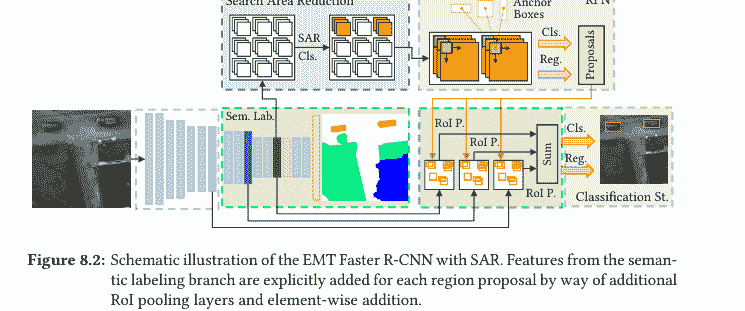 Search Area Reduction
RPN
Anchor
Boxes
SAR
Cls.
Cls.
Reg.
Proposals
Sem. Lab.
RoI P.
RoI P.
RoI P.
Sum
Cls.
Reg.
Classification St.
Figure 8.2: Schematic illustration of the EMT Faster R-CNN with SAR. Features from the seman-
tic labeling branch are explicitly added for each region proposal by way of additional
RoI pooling layers and element-wise addition.